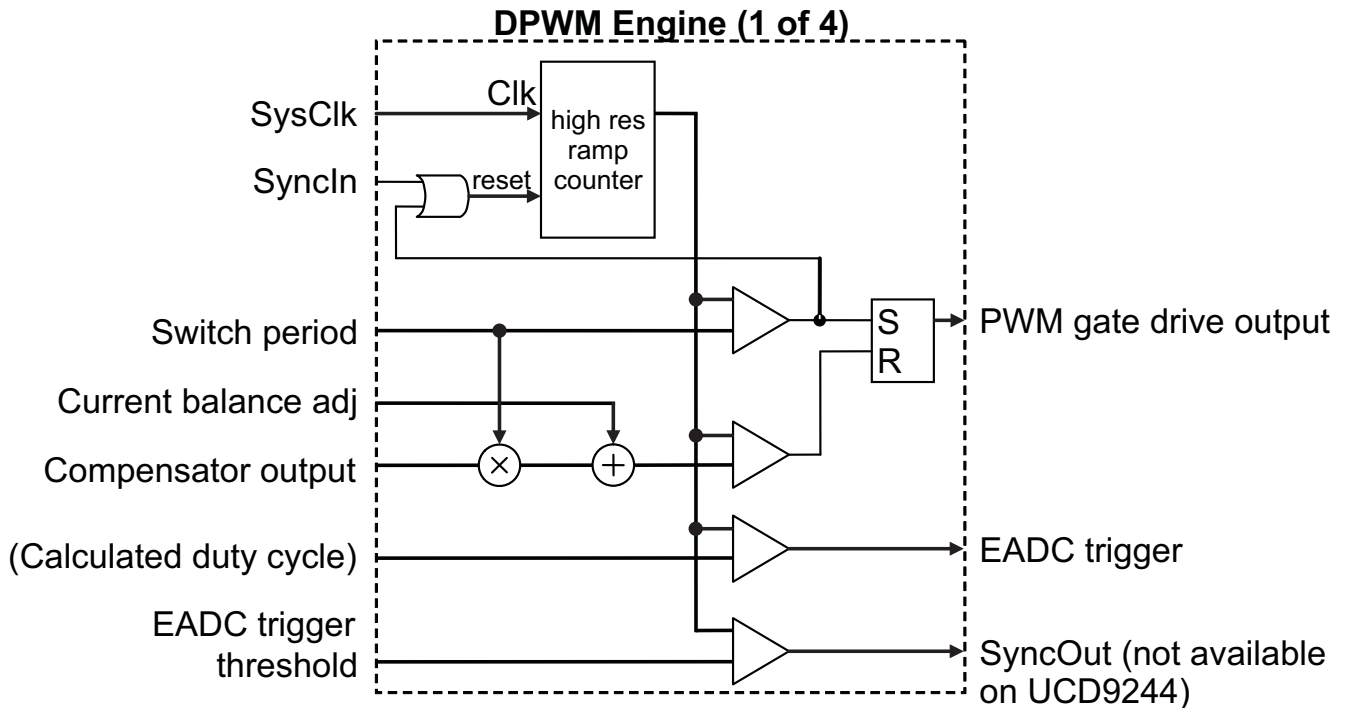 DPWM Engine (1 of 4)
SysClk
Clk
high res
ramp
counter
SyncIn
reset
Switch period
S
R
PWM gate drive output
Current balance adj
Compensator output
×
+
(Calculated duty cycle)
EADC trigger
EADC trigger
threshold
SyncOut (not available
on UCD9244)